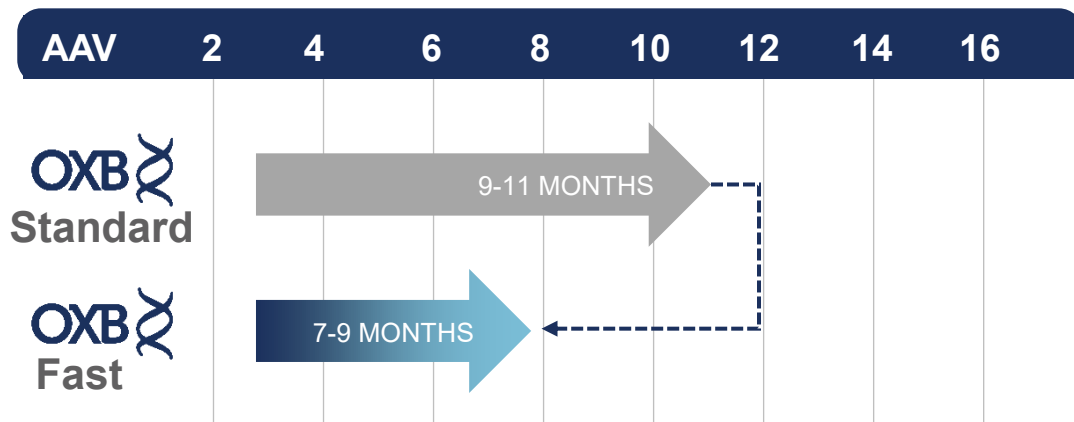 AAV 2 4 6 8 10 12 14 16
OXB
Standard
9-11 MONTHS
OXB
Fast
7-9 MONTHS